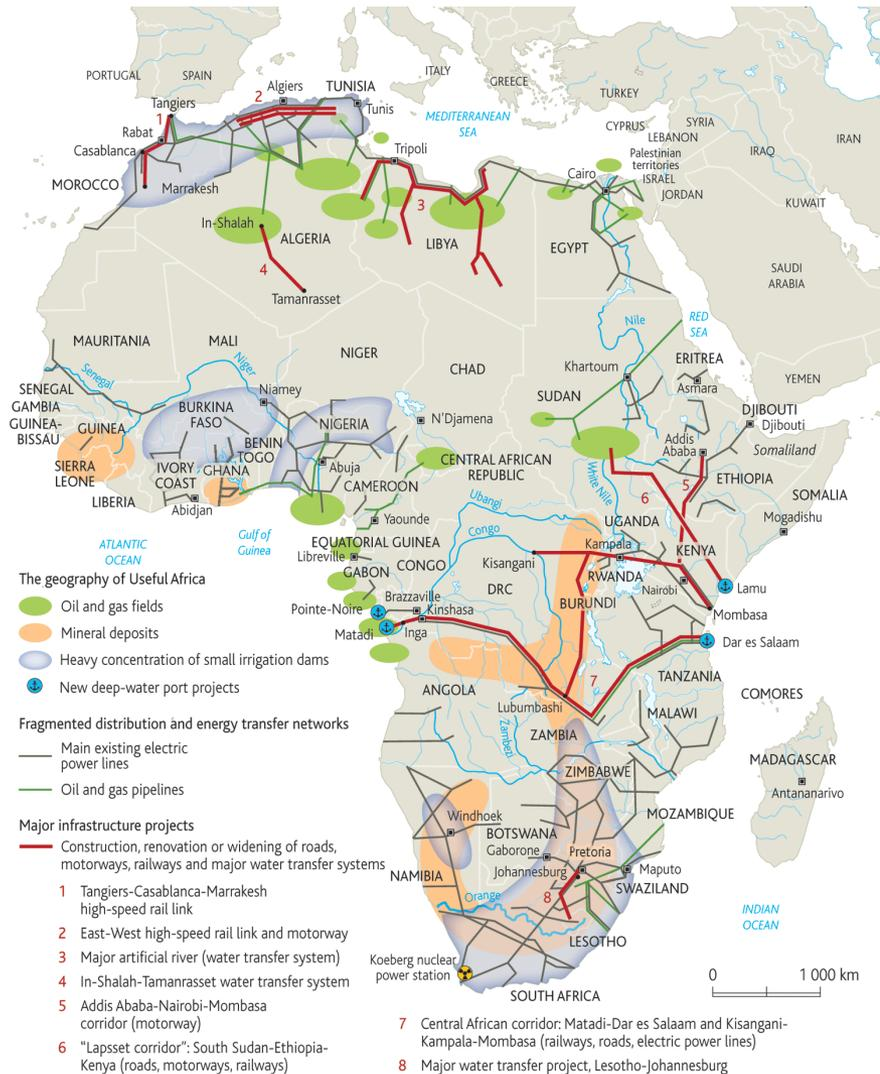 PORTUGAL
SPAIN
ITALY
GREECE
TURKEY
CYPRUS
SYRIA
LEBANON
Palestinian
territories
ISRAEL
JORDAN
IRAQ
IRAN
KUWAIT
SAUDI
ARABIA
YEMEN
MEDITERRANEAN
SEA
RED
SEA
Tangiers
1
Rabat
Casablanca
MOROCCO
Marrakesh
Algiers
2
TUNISIA
Tunis
Tripoli
3
LIBYA
Cairo
EGYPT
In-Shalah
ALGERIA
4
Tamanrasset
MAURITANIA
MALI
NIGER
CHAD
SUDAN
Khartoum
Nile
ERITREA
Asmara
DJIBOUTI
Djibouti
Somaliland
Addis
Ababa
ETHIOPIA
SOMALIA
Mogadishu
Senegal
SENEGAL
GAMBIA
GUINEA-
BISSAU
GUINEA
SIERRA
LEONE
LIBERIA
Niger
Niamey
BURKINA
FASO
IVORY
COAST
GHANA
BENIN
TOGO
Abidjan
NIGERIA
Abuja
N'Djamena
CAMEROON
Yaounde
CENTRAL AFRICAN
REPUBLIC
White Nile
6
5
ATLANTIC
OCEAN
Gulf of
Guinea
EQUATORIAL GUINEA
Libreville
GABON
CONGO
Ubangi
Congo
Kisangani
DRC
UGANDA
Kampala
KENYA
RWANDA
Nairobi
BURUNDI
Lamu
Mombasa
Dar es Salaam
TANZANIA
Brazzaville
Pointe-Noire
Kinshasa
Matadi
Inga
ANGOLA
Lubumbashi
7
MALAWI
COMORES
Zambezi
ZAMBIA
ZIMBABWE
MADAGASCAR
Antananarivo
MOZAMBIQUE
Windhoek
BOTSWANA
Gaborone
Pretoria
Johannesburg
Maputo
NAMIBIA
SWAZILAND
Orange
8
LESOTHO
Koeberg nuclear
power station
SOUTH AFRICA
INDIAN
OCEAN
0 1 000 km
The geography of Useful Africa
Oil and gas fields
Mineral deposits
Heavy concentration of small irrigation dams
New deep-water port projects
Fragmented distribution and energy transfer networks
Main existing electric
power lines
Oil and gas pipelines
Major infrastructure projects
Construction, renovation or widening of roads,
motorways, railways and major water transfer systems
1 Tangiers-Casablanca-Marrakesh
high-speed rail link
2 East-West high-speed rail link and motorway
3 Major artificial river (water transfer system)
4 In-Shalah-Tamanrasset water transfer system
5 Addis Ababa-Nairobi-Mombasa
corridor (motorway)
6 “Lapsset corridor”: South Sudan-Ethiopia-
Kenya (roads, motorways, railways)
7 Central African corridor: Matadi-Dar es Salaam and Kisangani-
Kampala-Mombasa (railways, roads, electric power lines)
8 Major water transfer project, Lesotho-Johannesburg